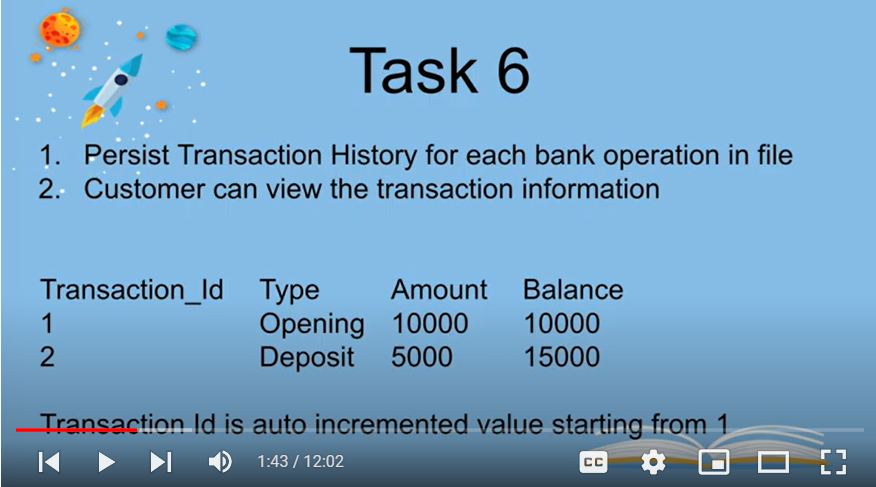 Task 6
1. Persist Transaction History for each bank operation in file
2. Customer can view the transaction information
Transaction_Id Type Amount Balance
1 Opening 10000 10000
2 Deposit 5000 15000
Transaction Id is auto incremented value starting from 1
1:43 / 12:02
CC